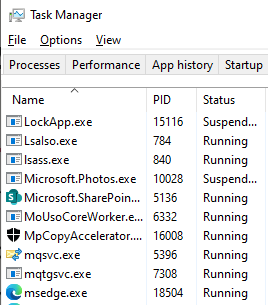 Task Manager
File Options View
Processes Performance App history Startup
Name PID Status
LockApp.exe 15116 Suspend...
LsaIso.exe 784 Running
lsass.exe 840 Running
Microsoft.Photos.exe 10028 Suspend...
Microsoft.SharePoin... 5136 Running
MoUsoCoreWorker.e... 6332 Running
MpCopyAccelerator.... 16008 Running
mqsvc.exe 5396 Running
mqtgsvc.exe 7308 Running
msedge.exe 18504 Running